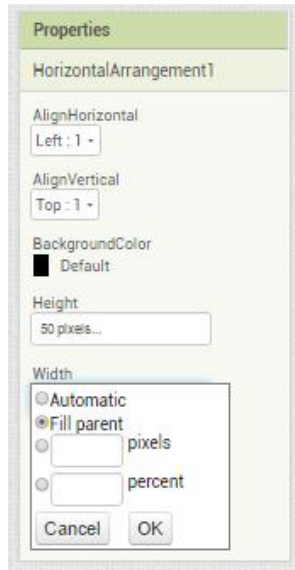 Properties
HorizontalArrangement1
AlignHorizontal
Left : 1
AlignVertical
Top : 1
BackgroundColor
Default
Height
50 pixels...
Width
Automatic
Fill parent
pixels
percent
Cancel OK